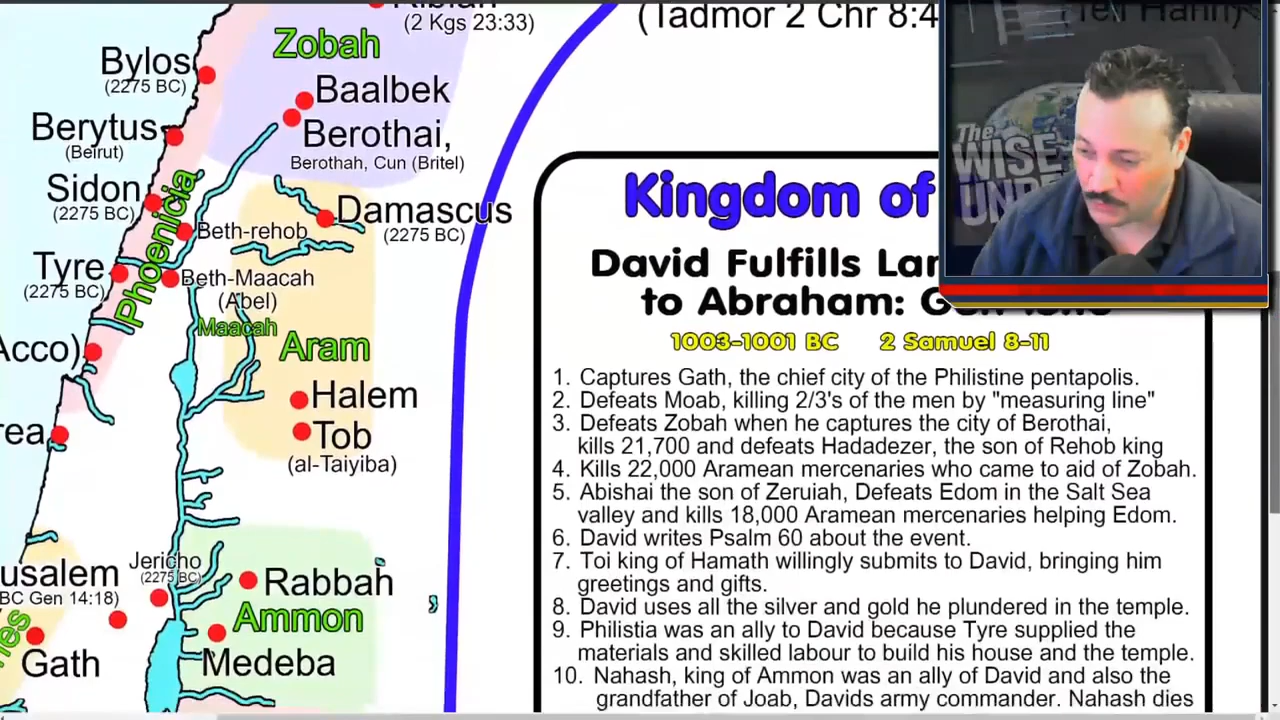 (2 Kgs 23:33)
(Tadmor 2 Chr 8:4
Zobah
Bylos
(2275 BC)
Baalbek
Berothai,
Berothah, Cun (Britel)
Berytus
(Beirut)
Sidon
(2275 BC)
Phoenicia
Damascus
(2275 BC)
Beth-rehob
Tyre
(2275 BC)
Beth-Maacah
(Abel)
Maacah
Aram
Acco)
Halem
Tob
(al-Taiyiba)
rea
Jericho
(2275 BC)
usalem
BC Gen 14:18)
Rabbah
Ammon
Gath
Medeba
The
WISE
Kingdom of
David Fulfills Lan
to Abraham: G
1003-1001 BC 2 Samuel 8-11
1. Captures Gath, the chief city of the Philistine pentapolis.
2. Defeats Moab, killing 2/3's of the men by "measuring line"
3. Defeats Zobah when he captures the city of Berothai,
kills 21,700 and defeats Hadadezer, the son of Rehob king
4. Kills 22,000 Aramean mercenaries who came to aid of Zobah.
5. Abishai the son of Zeruiah, Defeats Edom in the Salt Sea
valley and kills 18,000 Aramean mercenaries helping Edom.
6. David writes Psalm 60 about the event.
7. Toi king of Hamath willingly submits to David, bringing him
greetings and gifts.
8. David uses all the silver and gold he plundered in the temple.
9. Philistia was an ally to David because Tyre supplied the
materials and skilled labour to build his house and the temple.
10. Nahash, king of Ammon was an ally of David and also the
grandfather of Joab, Davids army commander. Nahash dies